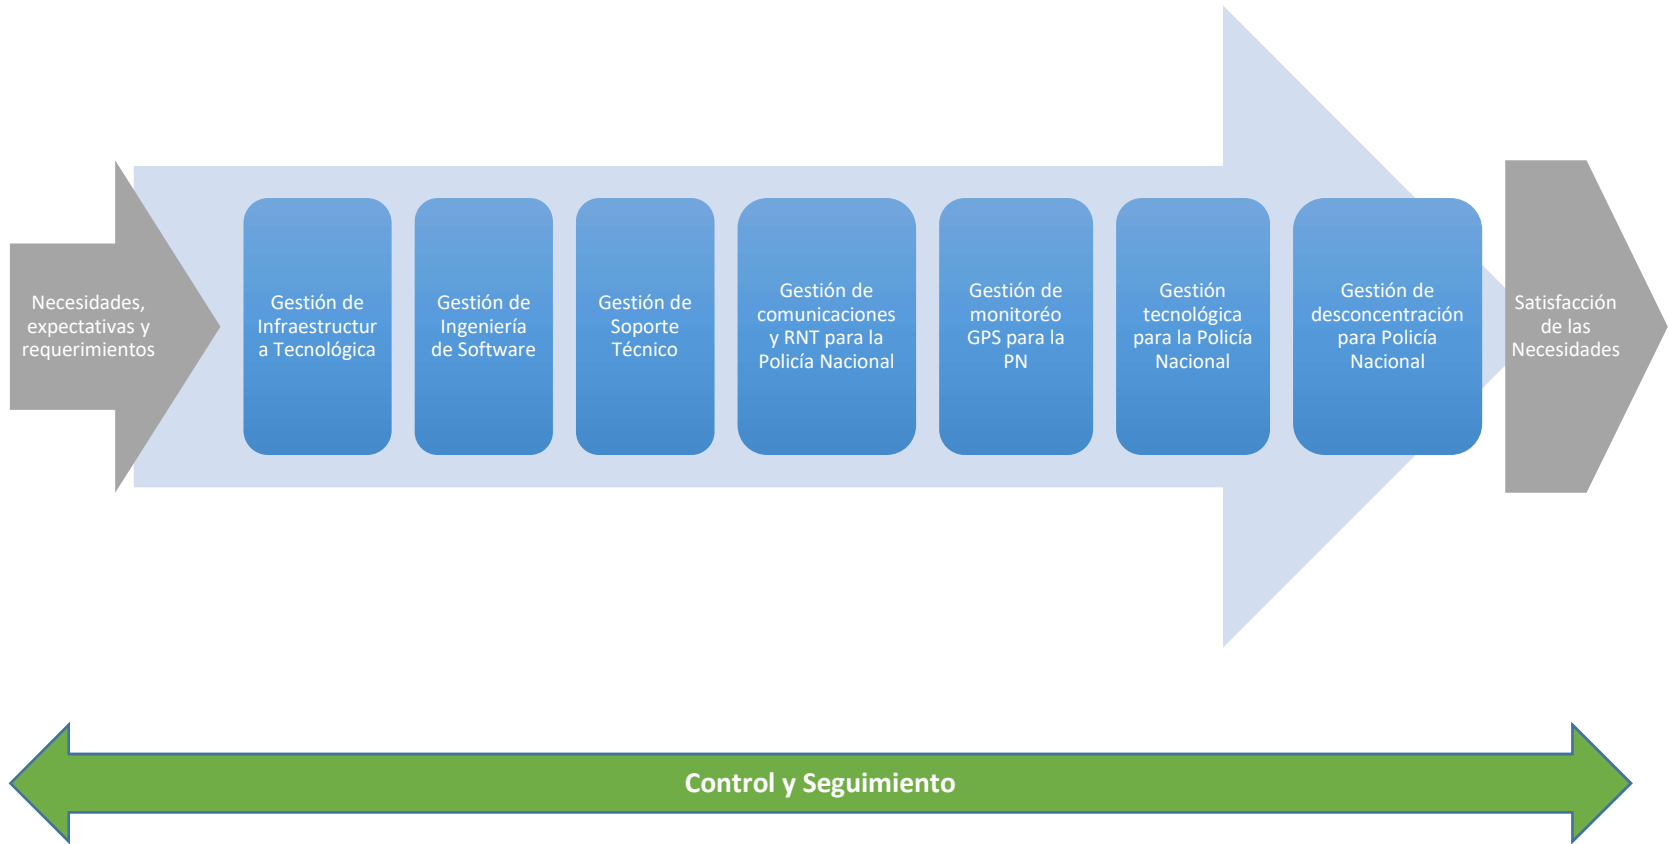 Necesidades,
expectativas y
requerimientos
Gestión de
Infraestructur
a Tecnológica
Gestión de
Ingeniería
de Software
Gestión de
Soporte
Técnico
Gestión de
comunicaciones
y RNT para la
Policía Nacional
Gestión de
monitoréo
GPS para la
PN
Gestión
tecnológica
para la Policía
Nacional
Gestión de
desconcentración
para Policía
Nacional
Satisfacción
de las
Necesidades
Control y Seguimiento